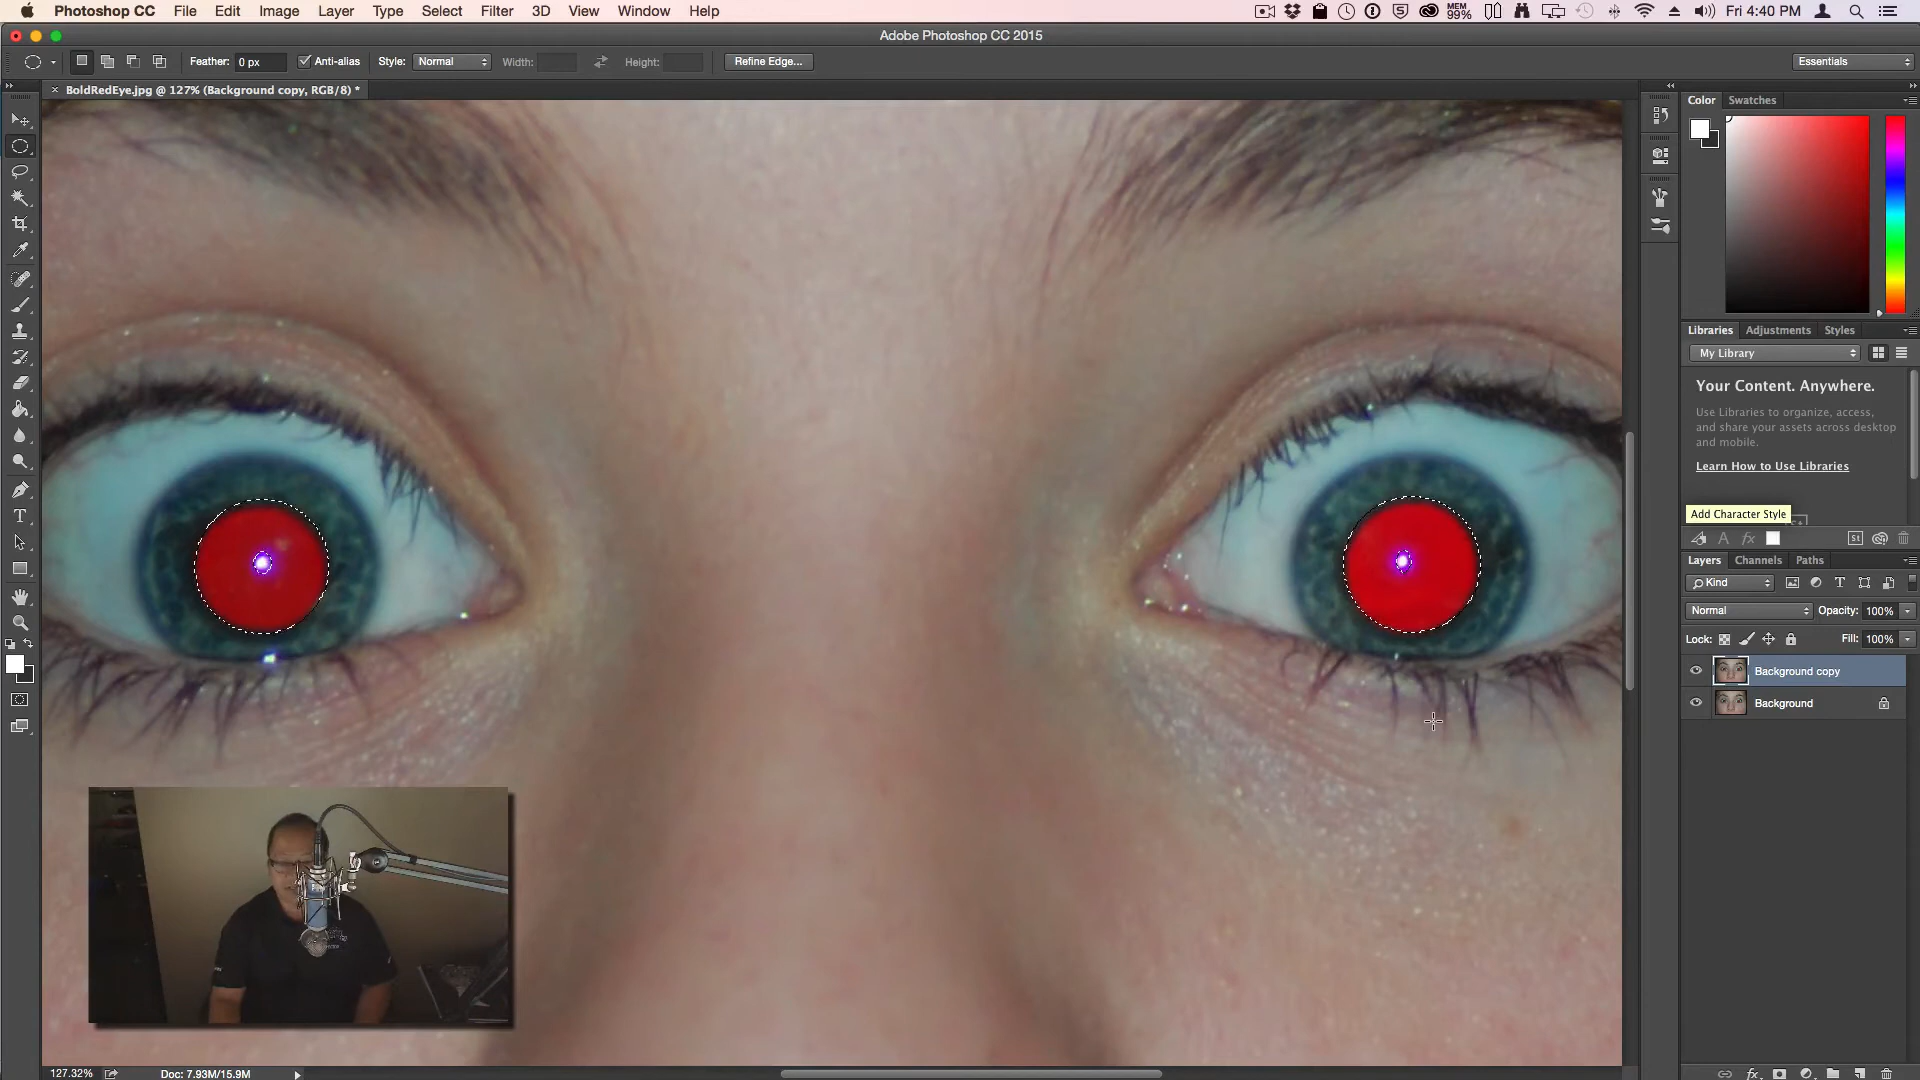 Photoshop CC File Edit Image Layer Type Select Filter 3D View Window Help MEM 99% Fri 4:40 PM
Adobe Photoshop CC 2015
Feather: 0 px Anti-alias Style: Normal Width: Height: Refine Edge... Essentials
BoldRedEye.jpg @ 127% (Background copy, RGB/8) *
Color Swatches
Libraries Adjustments Styles
My Library
Your Content. Anywhere.
Use Libraries to organize, access,
and share your assets across desktop
and mobile.
Learn How to Use Libraries
Add Character Style
Layers Channels Paths
Kind
Normal Opacity: 100%
Lock: Fill: 100%
Background copy
Background
127.32% Doc: 7.93M/15.9M